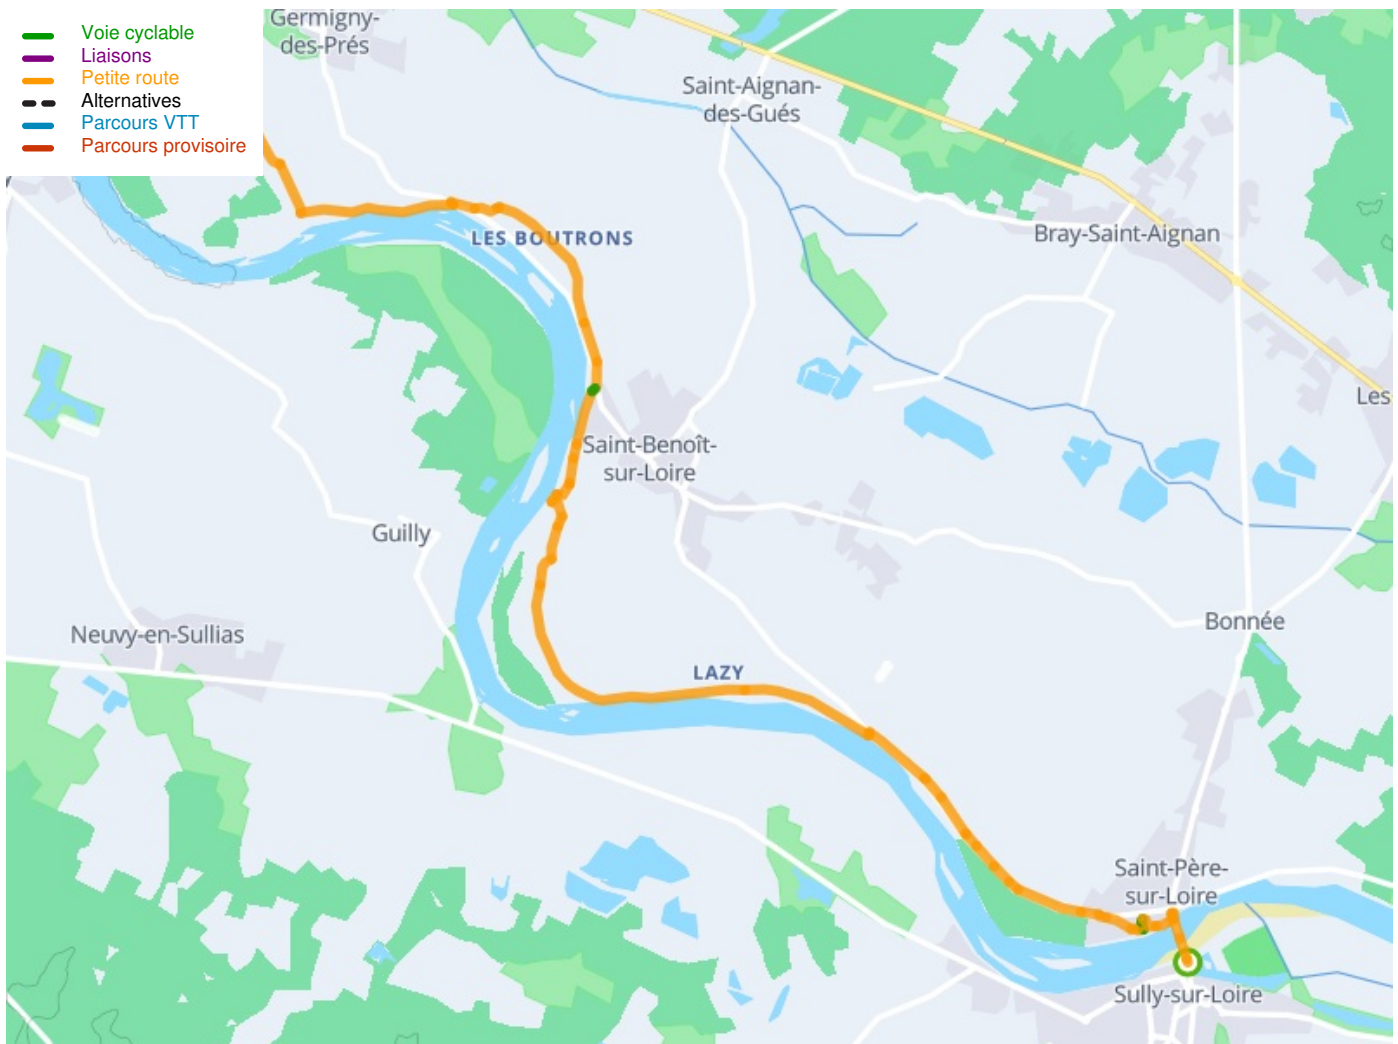 Voie cyclable
Liaisons
Petite route
Alternatives
Parcours VTT
Parcours provisoire
Germigny-
des-Prés
Saint-Aignan-
des-Gués
Bray-Saint-Aignan
LES BOUTRONS
Les
Saint-Benoît-
sur-Loire
Guilly
Bonnée
Neuvy-en-Sullias
LAZY
Saint-Père-
sur-Loire
Sully-sur-Loire